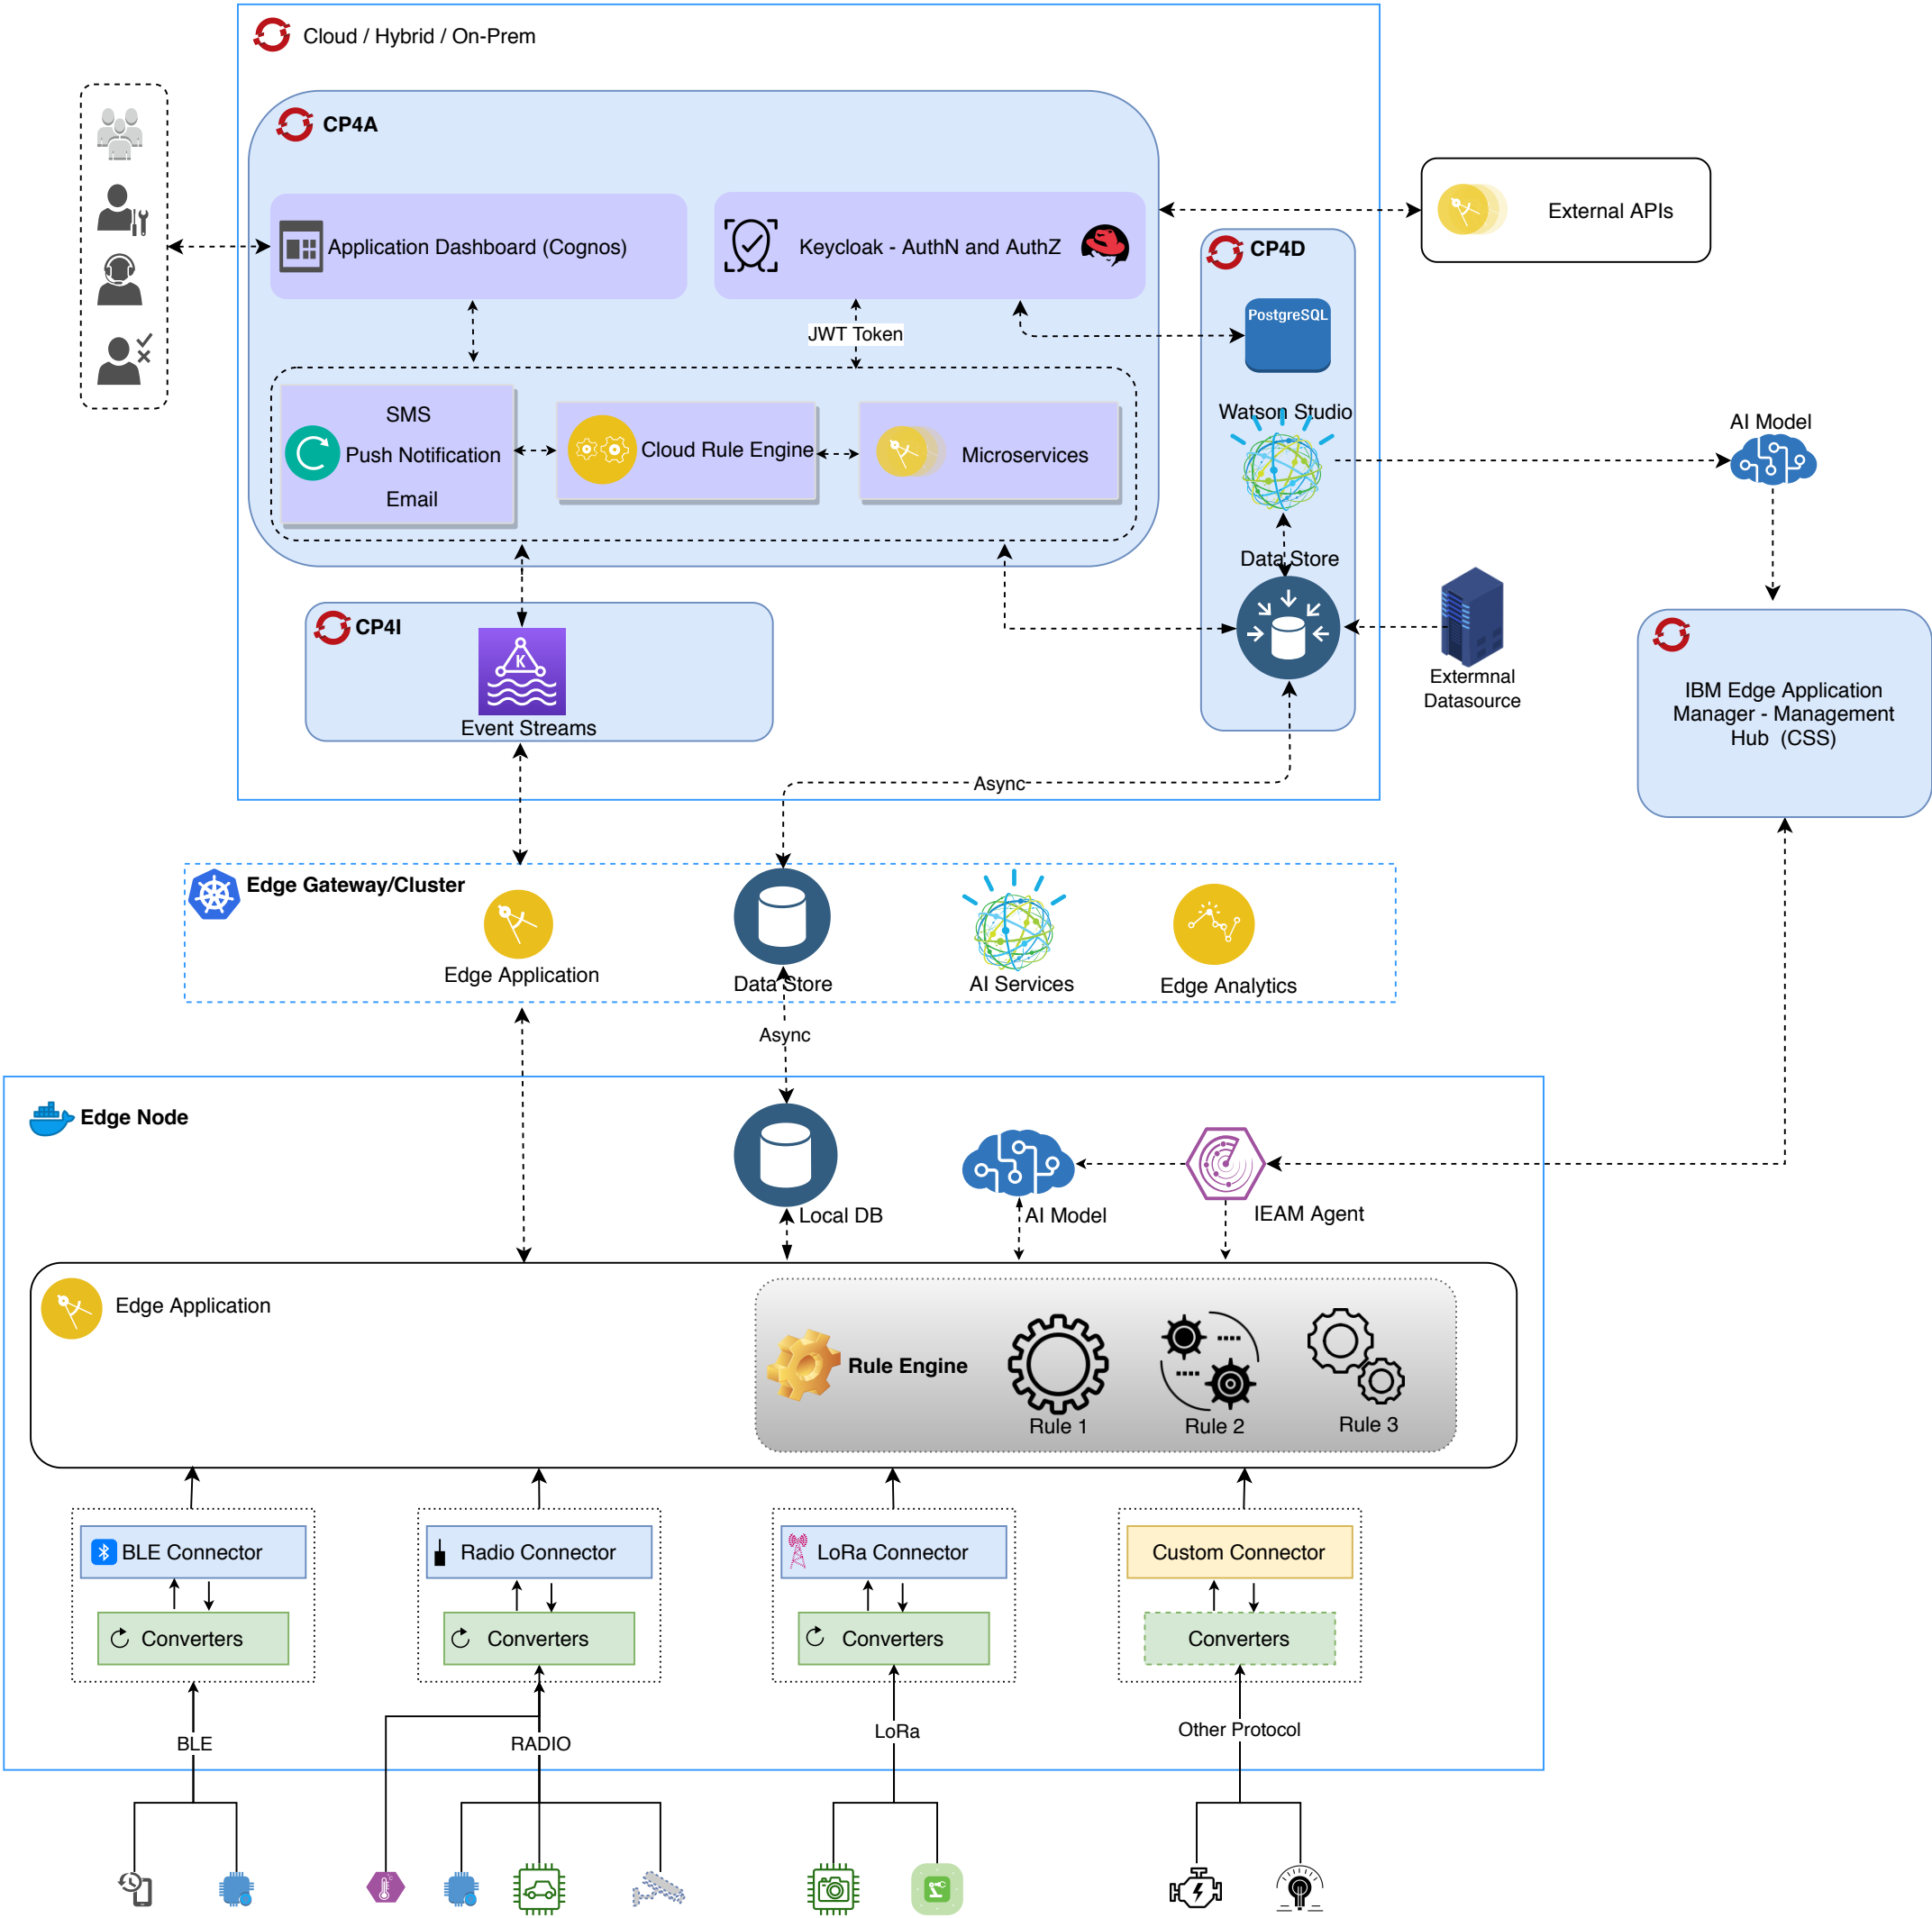 Cloud / Hybrid / On-Prem
CP4A
Application Dashboard (Cognos)
Keycloak - AuthN and AuthZ
External APIs
CP4D
PostgreSQL
JWT Token
SMS
Push Notification
Email
Cloud Rule Engine
Microservices
Watson Studio
AI Model
Data Store
CP4I
K
Event Streams
Extermnal
Datasource
IBM Edge Application
Manager - Management
Hub (CSS)
Async
Edge Gateway/Cluster
Edge Application
Data Store
AI Services
Edge Analytics
Async
Edge Node
Local DB
AI Model
IEAM Agent
Edge Application
Rule Engine
Rule 1
Rule 2
Rule 3
BLE Connector
Radio Connector
LoRa Connector
Custom Connector
Converters
Converters
Converters
Converters
BLE
RADIO
LoRa
Other Protocol